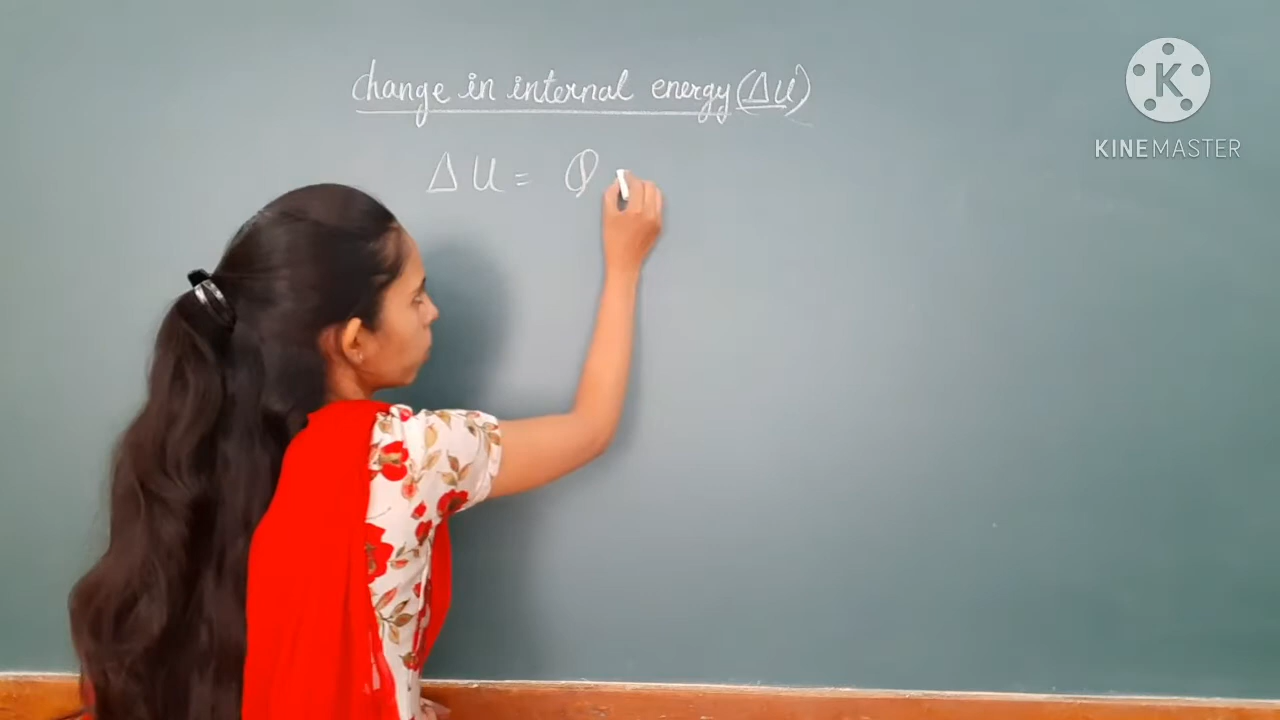 change in internal energy (ΔU)
ΔU = Q
K
KINEMASTER